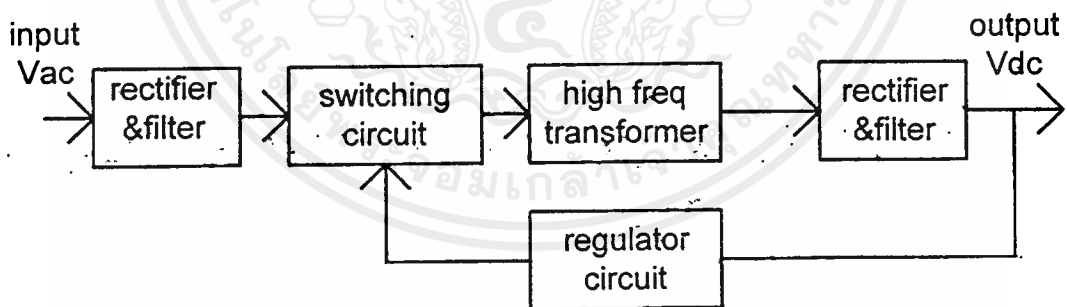 input
Vac
rectifier
&filter
switching
circuit
high freq
transformer
rectifier
&filter
output
Vdc
regulator
circuit